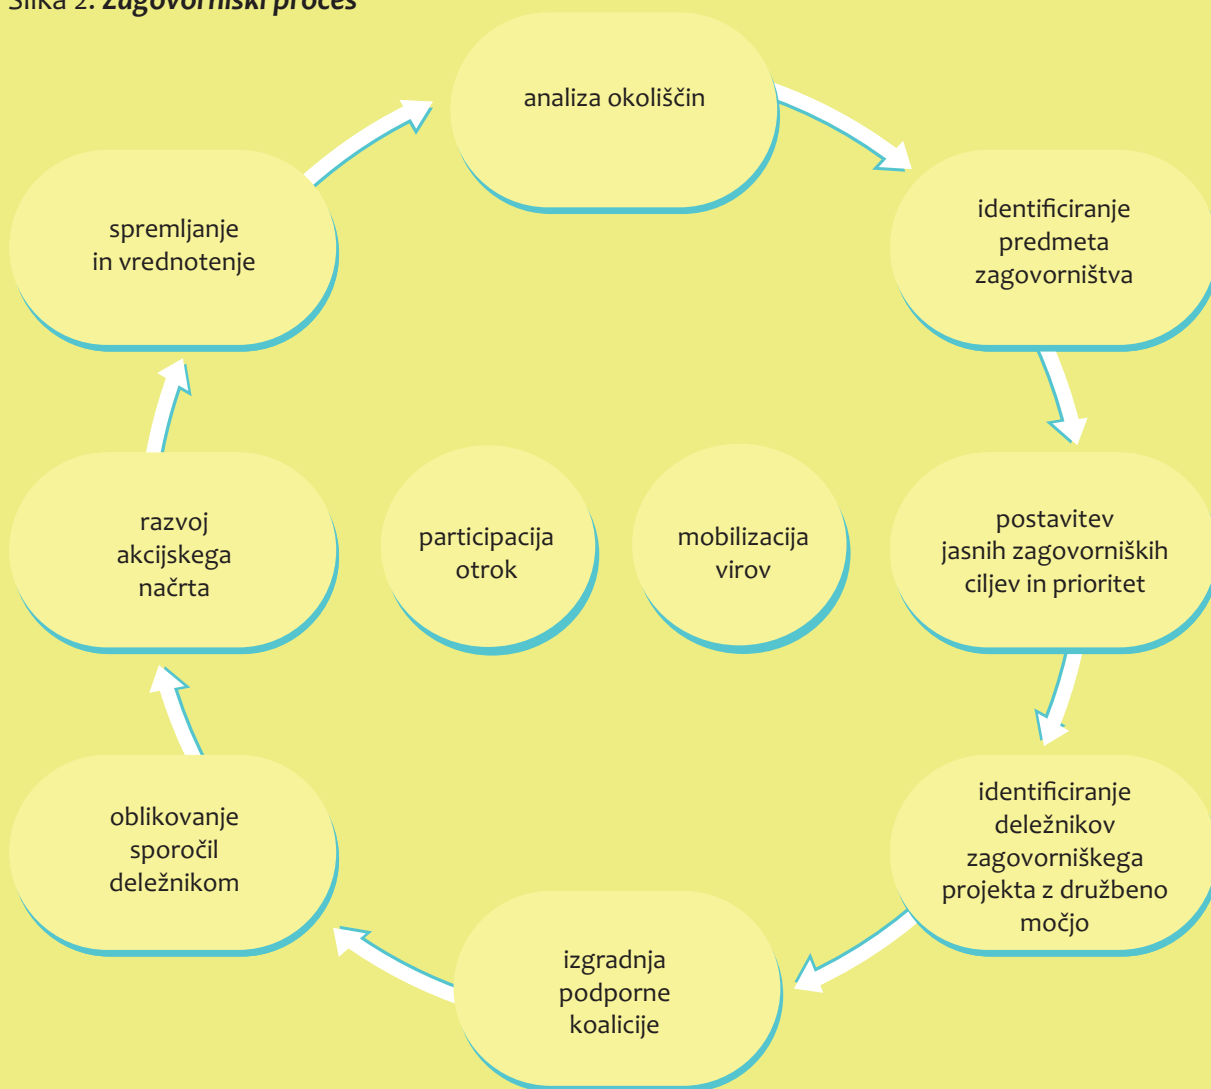 Slika 2: Zagovorniški proces
analiza okoliščin
identificiranje
predmeta
zagovorništva
postavitev
jasnih zagovorniških
ciljev in prioritet
identificiranje
deležnikov
zagovorniškega
projekta z družbeno
močjo
izgradnja
podporne
koalicije
oblikovanje
sporočil
deležnikom
razvoj
akcijskega
načrta
spremljanje
in vrednotenje
participacija
otrok
mobilizacija
virov